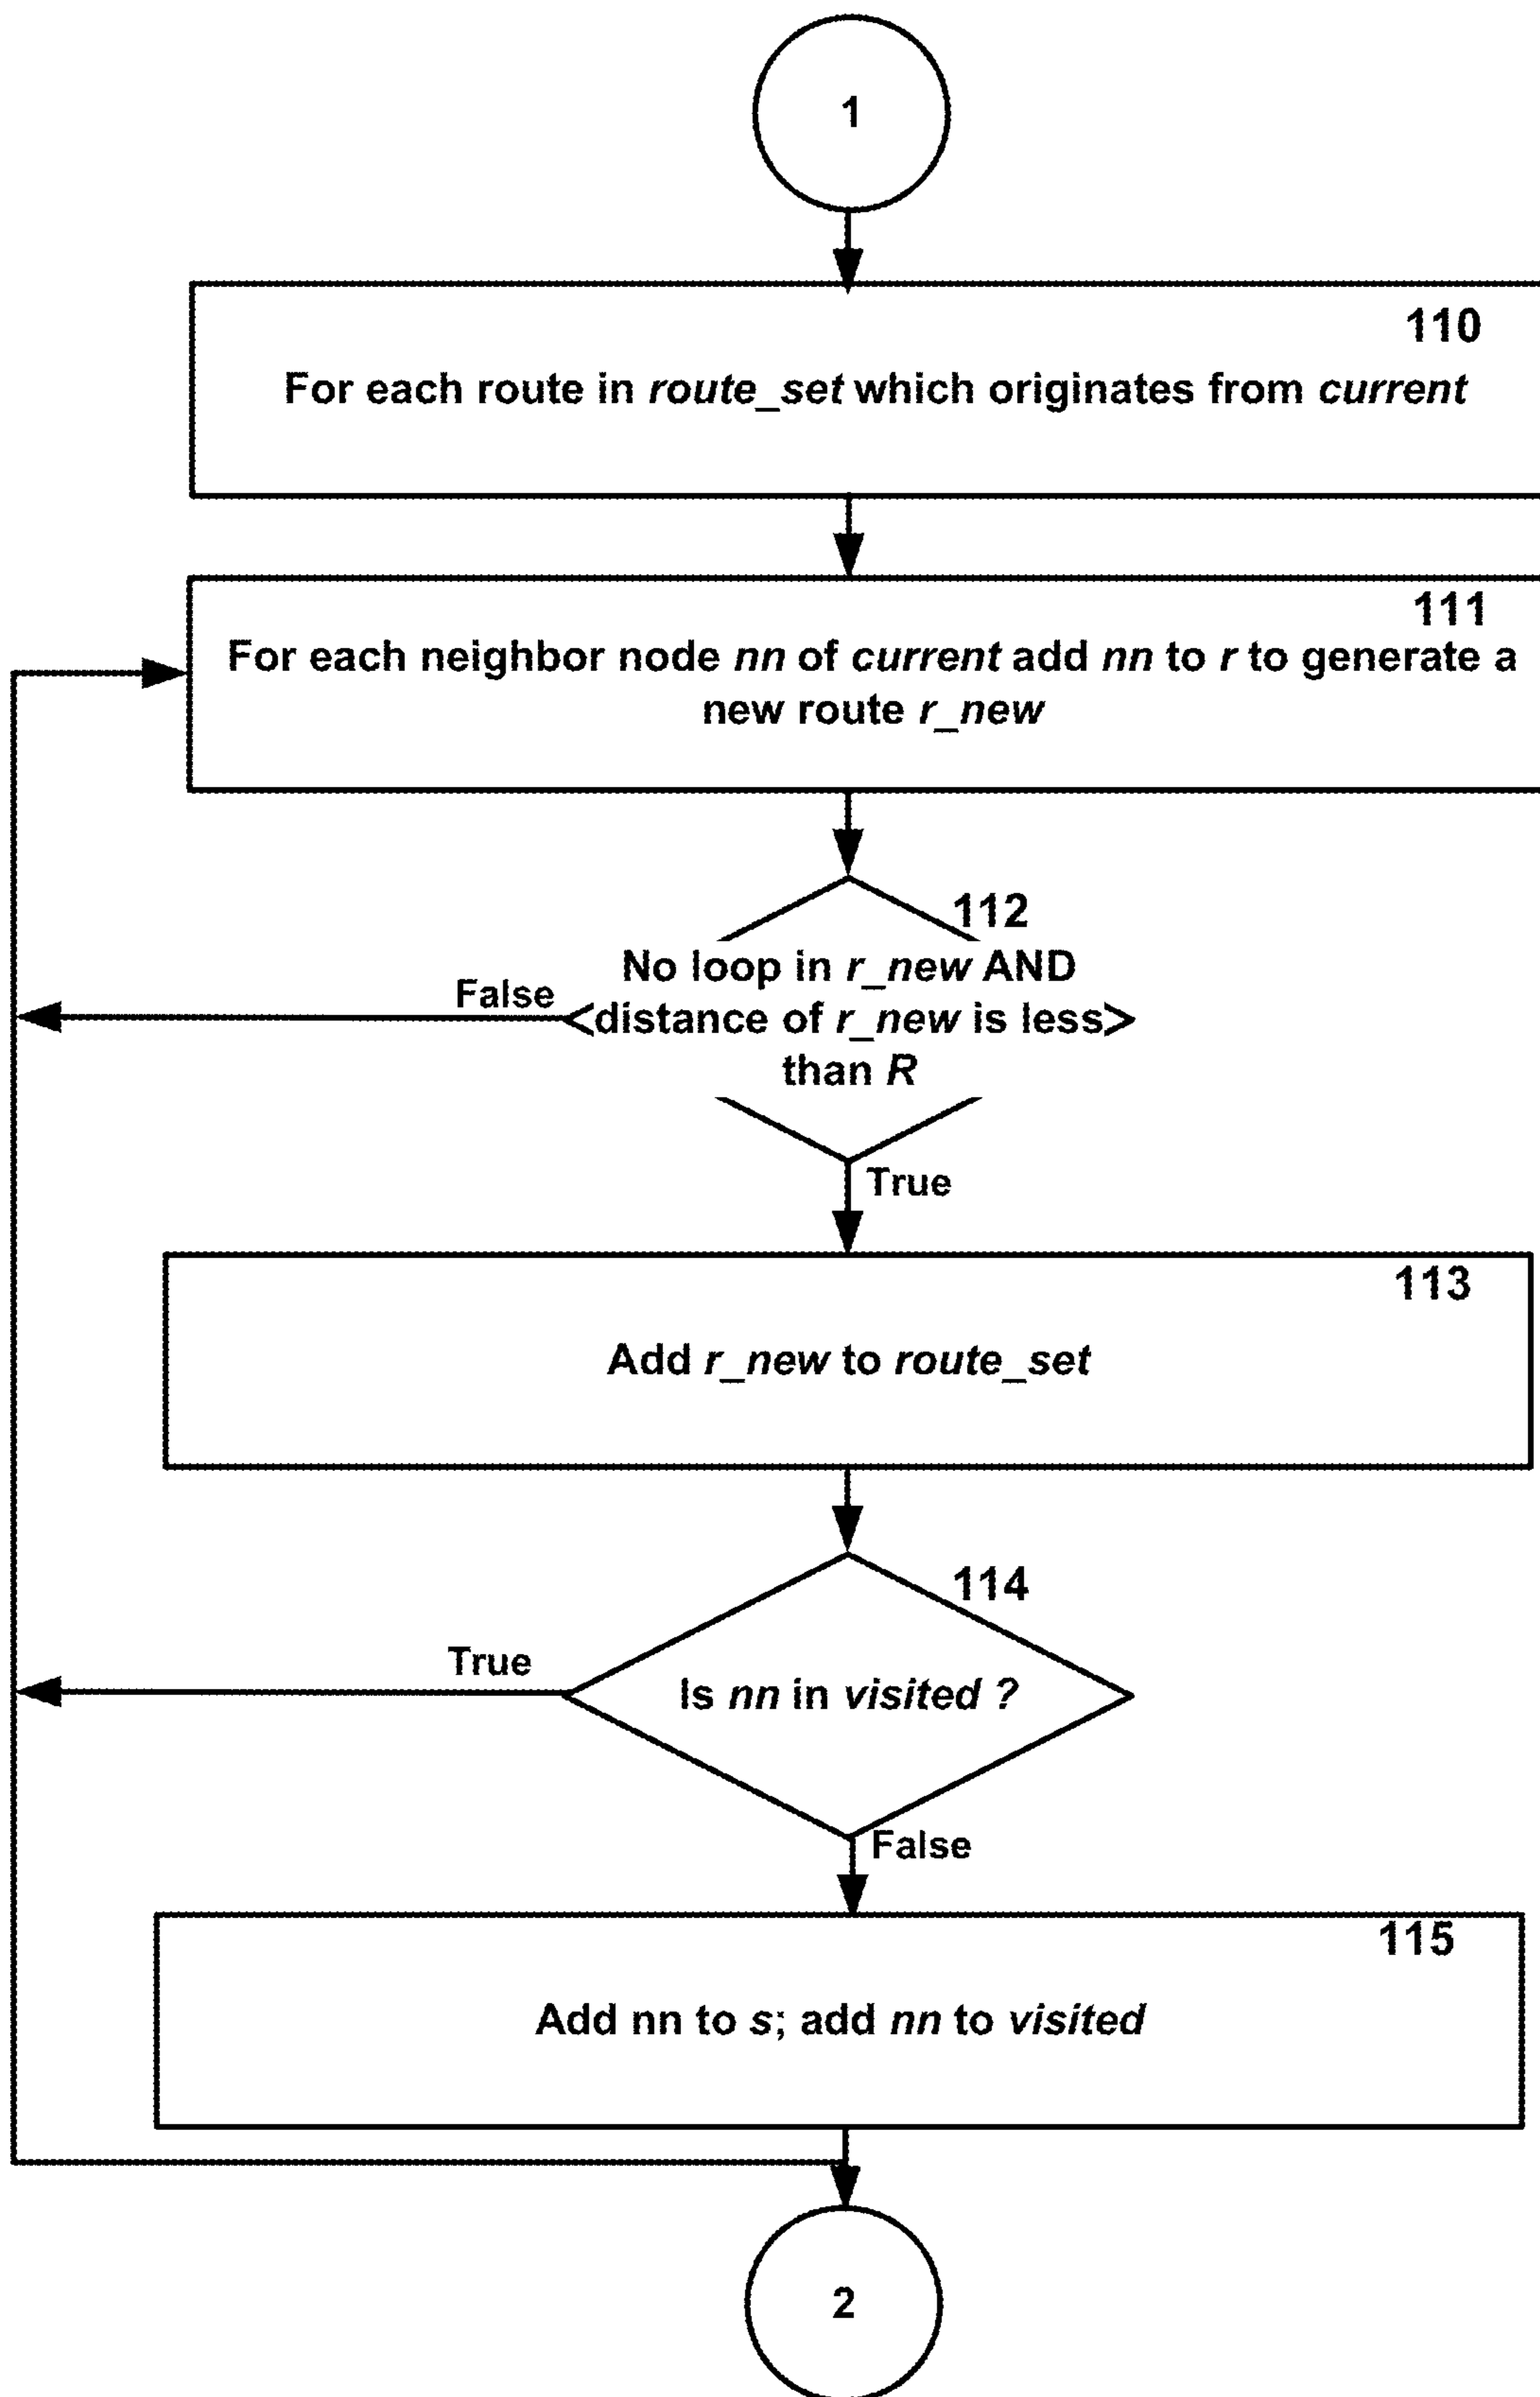 1
110
For each route in route_set which originates from current
111
For each neighbor node nn of current add nn to r to generate a
new route r_new
112
No loop in r_new AND
False
distance of r_new is less
than R
True
113
Add r_new to route_set
114
True
Is nn in visited ?
False
115
Add nn to s; add nn to visited
2